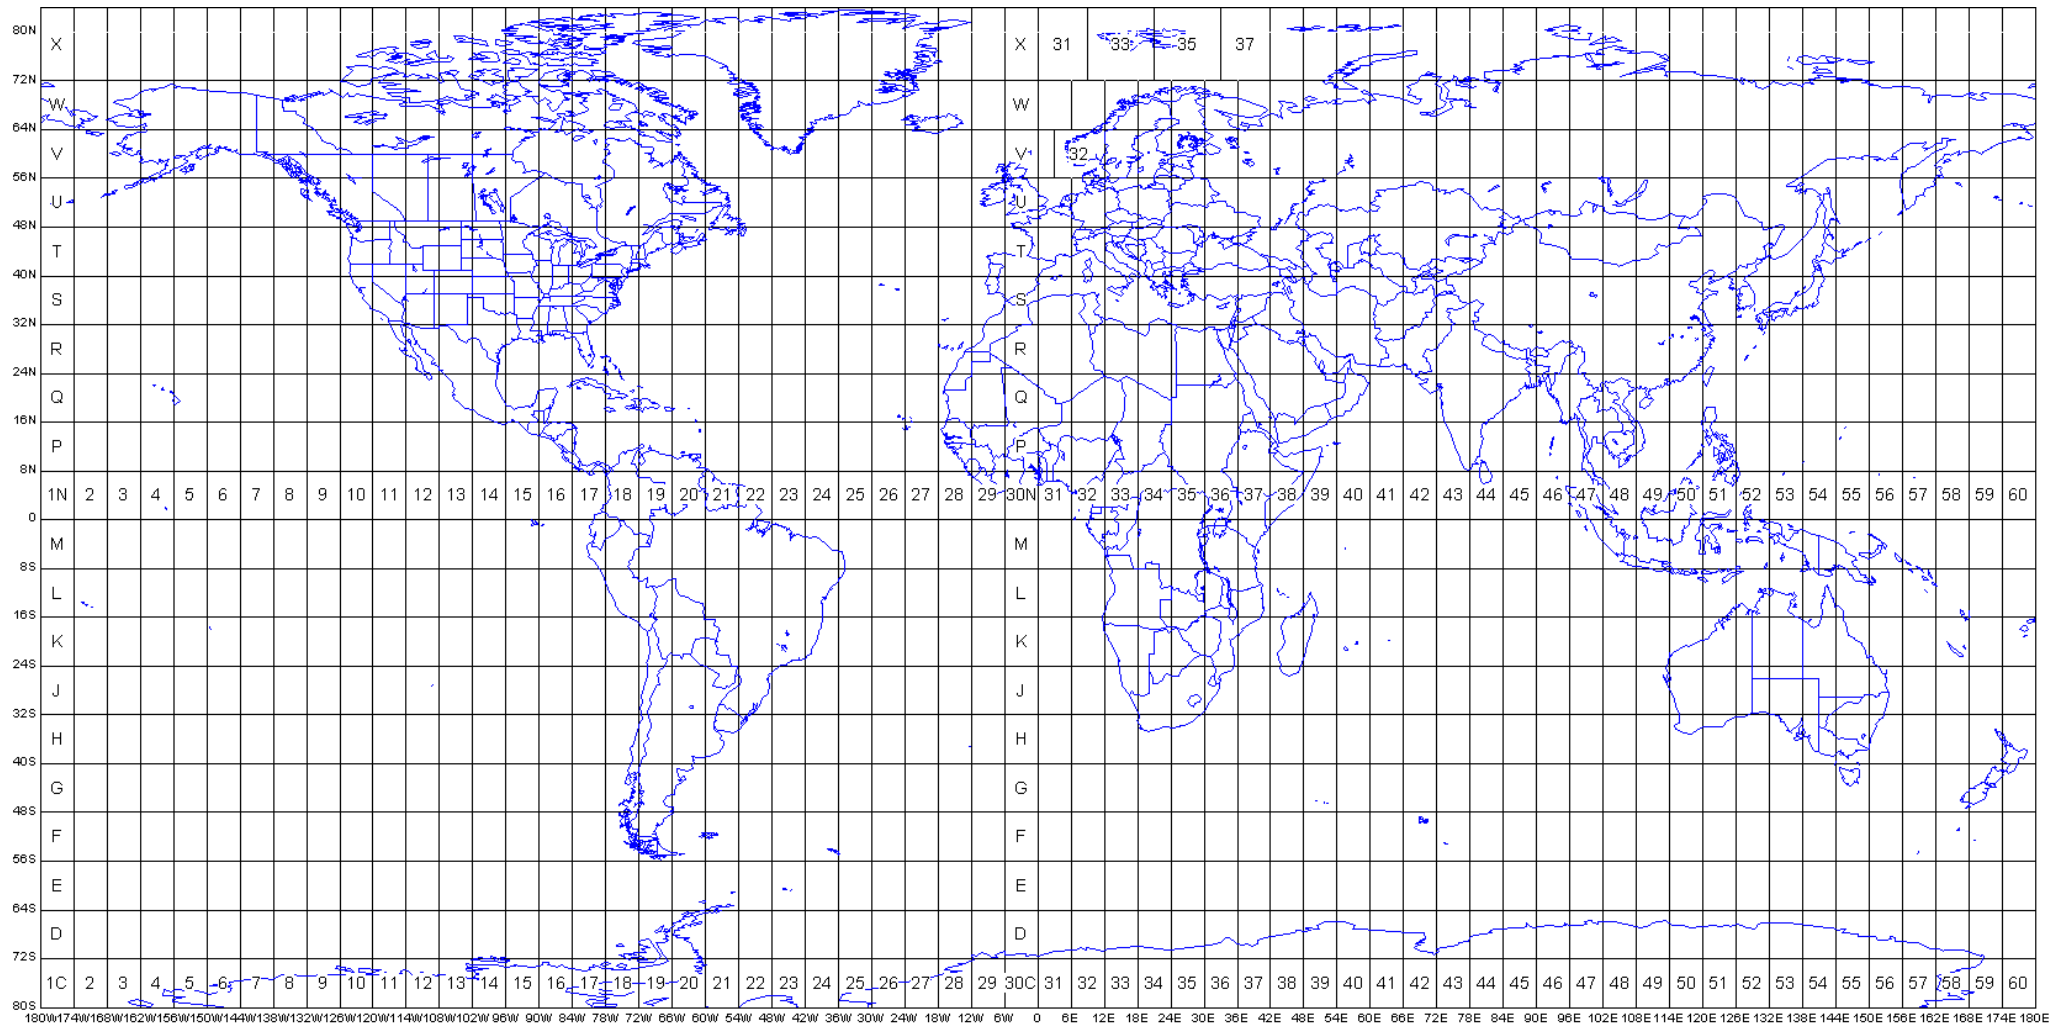 80N X X 31 33 35 37
72N
W W
64N
V V 32
56N
U U
48N
T T
40N
S S
32N
R R
24N
Q Q
16N
P P
8N
1N 2 3 4 5 6 7 8 9 10 11 12 13 14 15 16 17 18 19 20 21 22 23 24 25 26 27 28 29 30N 31 32 33 34 35 36 37 38 39 40 41 42 43 44 45 46 47 48 49 50 51 52 53 54 55 56 57 58 59 60
0
M M
8S
L L
16S
K K
24S
J J
32S
H H
40S
G G
48S
F F
56S
E E
64S
D D
72S
1C 2 3 4 5 6 7 8 9 10 11 12 13 14 15 16 17 18 19 20 21 22 23 24 25 26 27 28 29 30C 31 32 33 34 35 36 37 38 39 40 41 42 43 44 45 46 47 48 49 50 51 52 53 54 55 56 57 58 59 60
80S
180W 174W 168W 162W 156W 150W 144W 138W 132W 126W 120W 114W 108W 102W 96W 90W 84W 78W 72W 66W 60W 54W 48W 42W 36W 30W 24W 18W 12W 6W 0 6E 12E 18E 24E 30E 36E 42E 48E 54E 60E 66E 72E 78E 84E 90E 96E 102E 108E 114E 120E 126E 132E 138E 144E 150E 156E 162E 168E 174E 180E